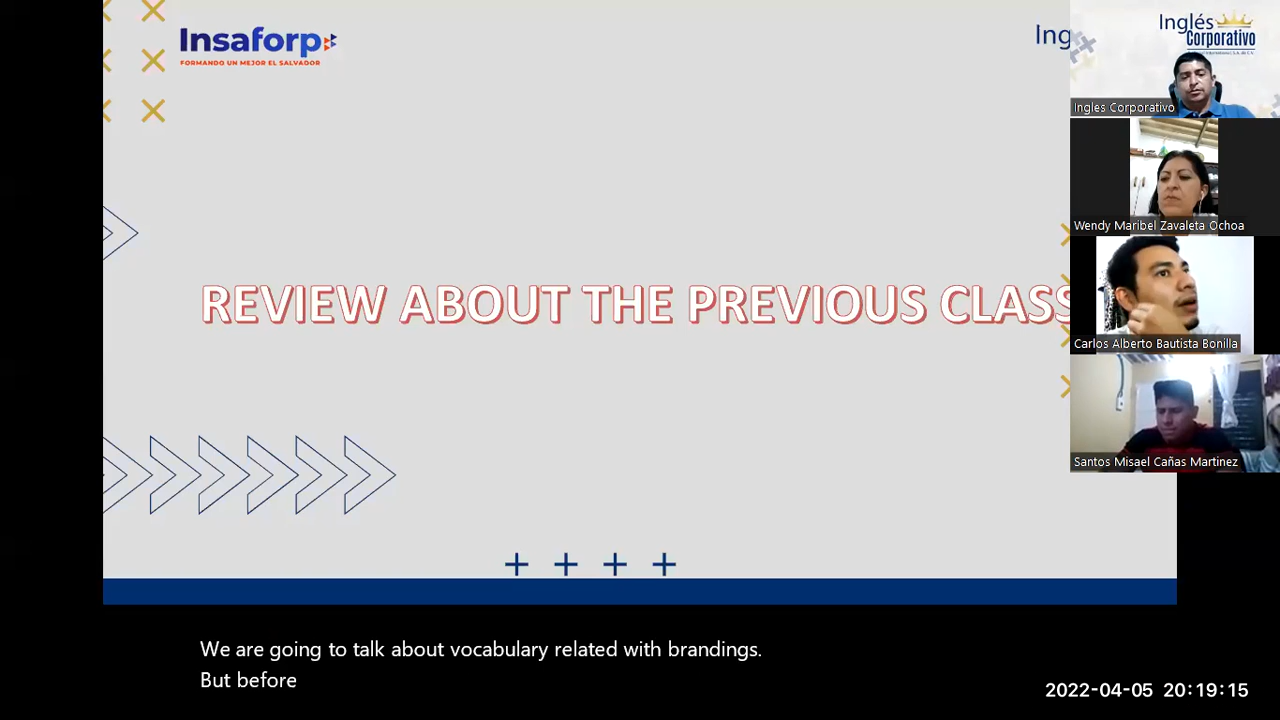 Insaforp
FORMANDO UN MEJOR EL SALVADOR
Ing
Inglés
Corporativo
Ingles Corporativo
Wendy Maribel Zavaleta Ochoa
REVIEW ABOUT THE PREVIOUS CLASS
Carlos Alberto Bautista Bonilla
Santos Misael Cañas Martinez
We are going to talk about vocabulary related with brandings.
But before
2022-04-05 20:19:15